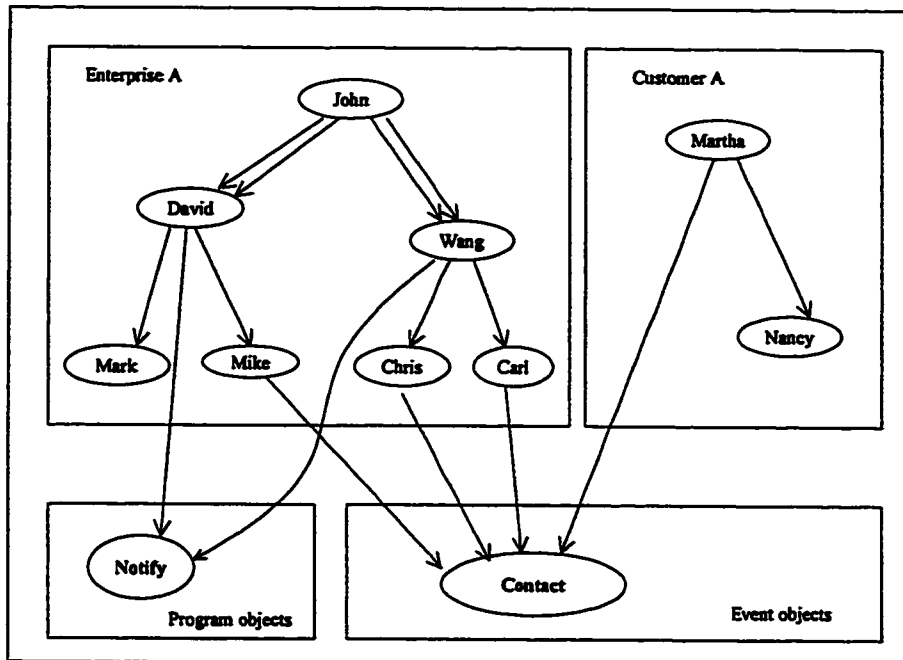 Enterprise A
Customer A
John
Martha
David
Wang
Nancy
Mark
Mike
Chris
Carl
Notify
Contact
Program objects
Event objects